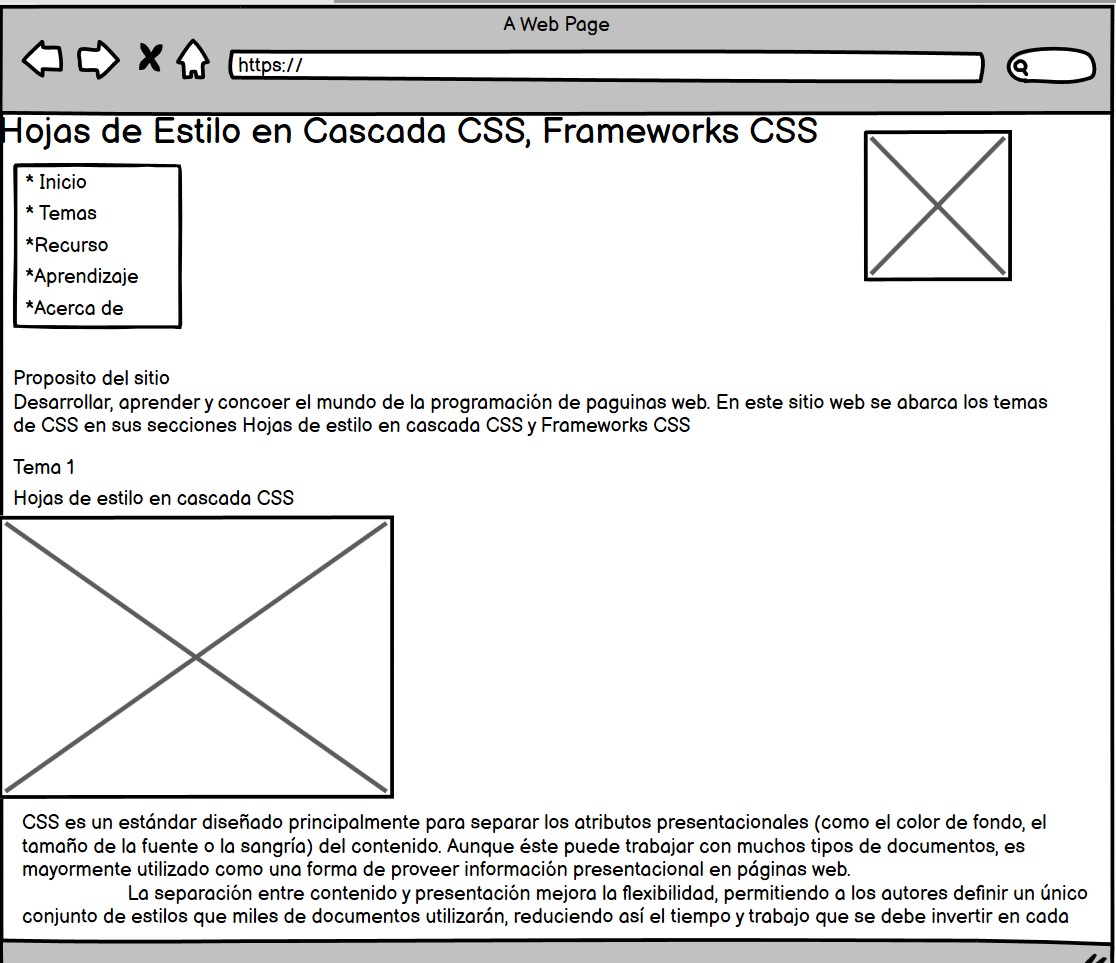 A Web Page
https://
Hojas de Estilo en Cascada CSS, Frameworks CSS
* Inicio
* Temas
*Recurso
*Aprendizaje
*Acerca de
Proposito del sitio
Desarrollar, aprender y concoer el mundo de la programación de paguinas web. En este sitio web se abarca los temas
de CSS en sus secciones Hojas de estilo en cascada CSS y Frameworks CSS
Tema 1
Hojas de estilo en cascada CSS
CSS es un estándar diseñado principalmente para separar los atributos presentacionales (como el color de fondo, el
tamaño de la fuente o la sangría) del contenido. Aunque éste puede trabajar con muchos tipos de documentos, es
mayormente utilizado como una forma de proveer información presentacional en páginas web.
La separación entre contenido y presentación mejora la flexibilidad, permitiendo a los autores definir un único
conjunto de estilos que miles de documentos utilizarán, reduciendo así el tiempo y trabajo que se debe invertir en cada